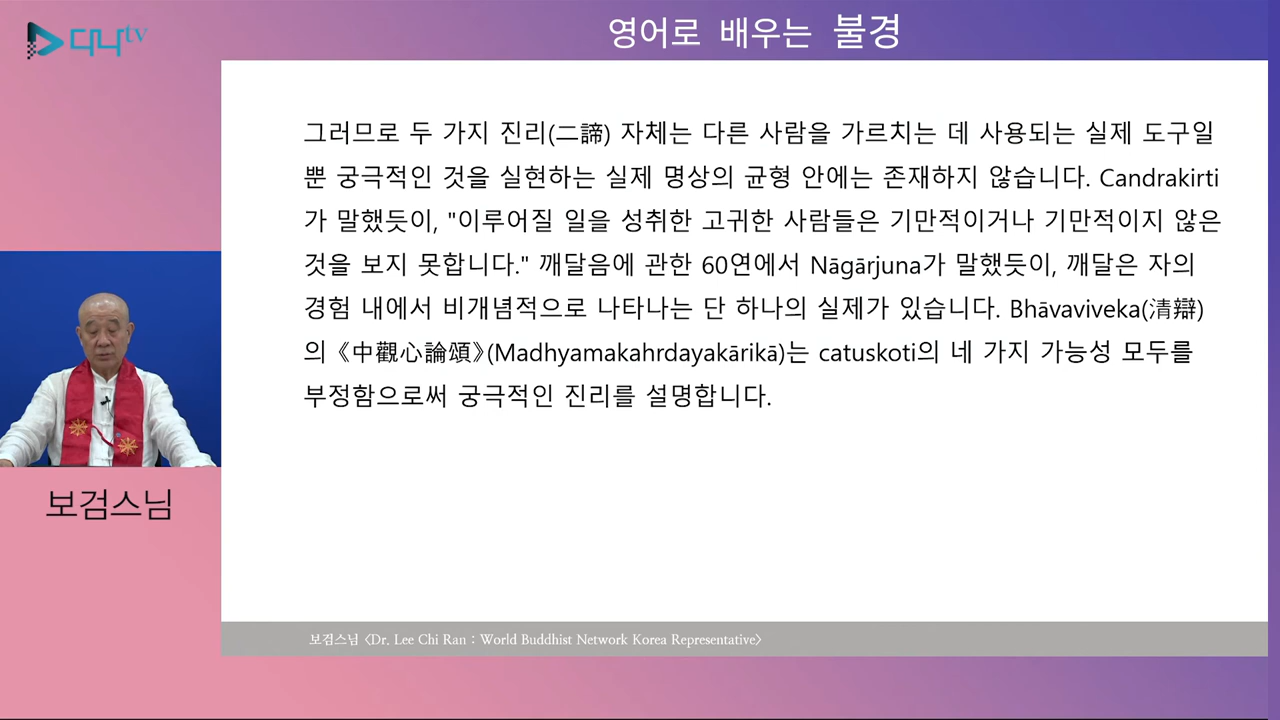 다나tv
영어로 배우는 불경
그러므로 두 가지 진리(二諦) 자체는 다른 사람을 가르치는 데 사용되는 실제 도구일
뿐 궁극적인 것을 실현하는 실제 명상의 균형 안에는 존재하지 않습니다. Candrakirti
가 말했듯이, "이루어질 일을 성취한 고귀한 사람들은 기만적이거나 기만적이지 않은
것을 보지 못합니다." 깨달음에 관한 60연에서 Nāgārjuna가 말했듯이, 깨달은 자의
경험 내에서 비개념적으로 나타나는 단 하나의 실제가 있습니다. Bhāvaviveka(清辯)
의 《中觀心論頌》(Madhyamakahrdayakārikā)는 catuskoti의 네 가지 가능성 모두를
부정함으로써 궁극적인 진리를 설명합니다.
보검스님
보검스님 <Dr. Lee Chi Ran : World Buddhist Network Korea Representative>